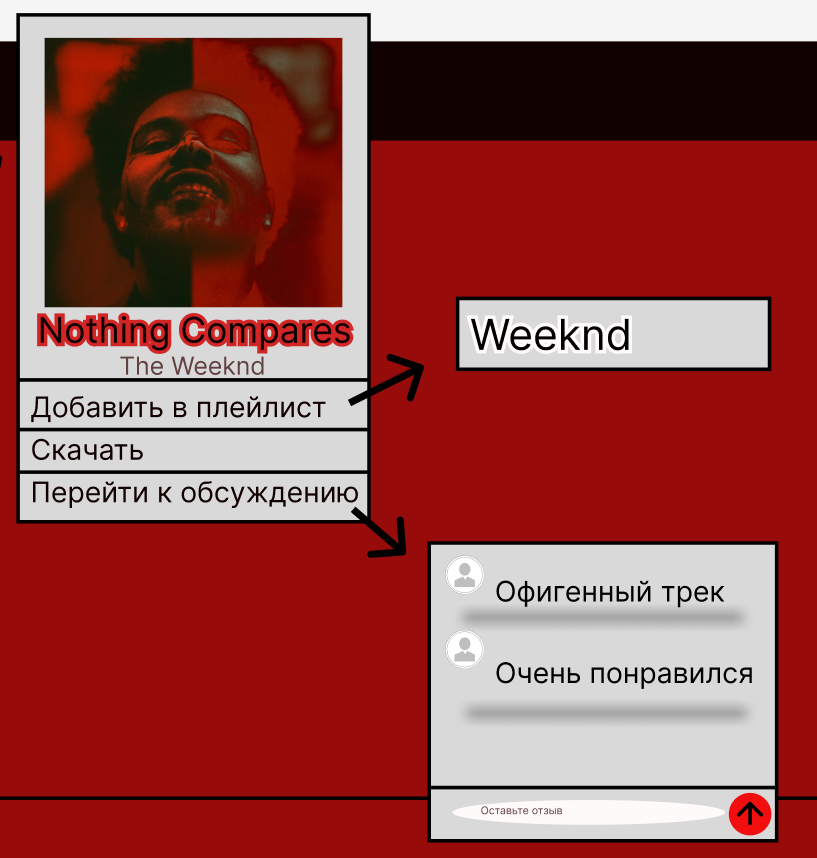 Nothing Compares
The Weeknd
Добавить в плейлист
Скачать
Перейти к обсуждению
Weeknd
Офигенный трек
Очень понравился
Оставьте отзыв